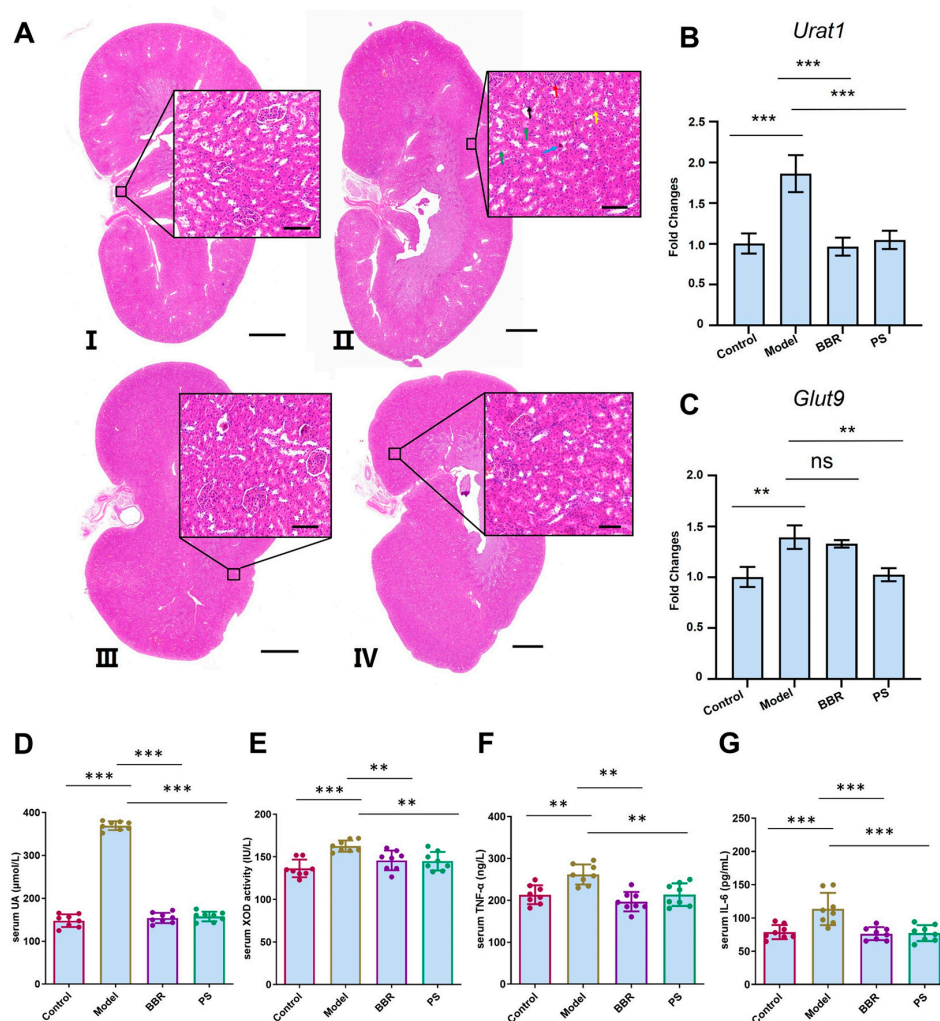 A
I
II
III
IV
B
Urat1
***
***
***
Fold Changes
2.5
2.0
1.5
1.0
0
Control
Model
BBR
PS
C
Glut9
**
ns
**
Fold Changes
2.0
1.5
1.0
1.0
0
Control
Model
BBR
PS
D
***
***
***
serum UA (μmol/L)
400
300
200
100
0
Control
Model
BBR
PS
E
**
***
**
serum XOD activity (IU/L)
200
150
100
50
0
Control
Model
BBR
PS
F
**
**
**
serum TNF-α (ng/L)
400
300
200
100
0
Control
Model
BBR
PS
G
***
***
***
serum IL-6 (pg/mL)
200
150
100
50
0
Control
Model
BBR
PS